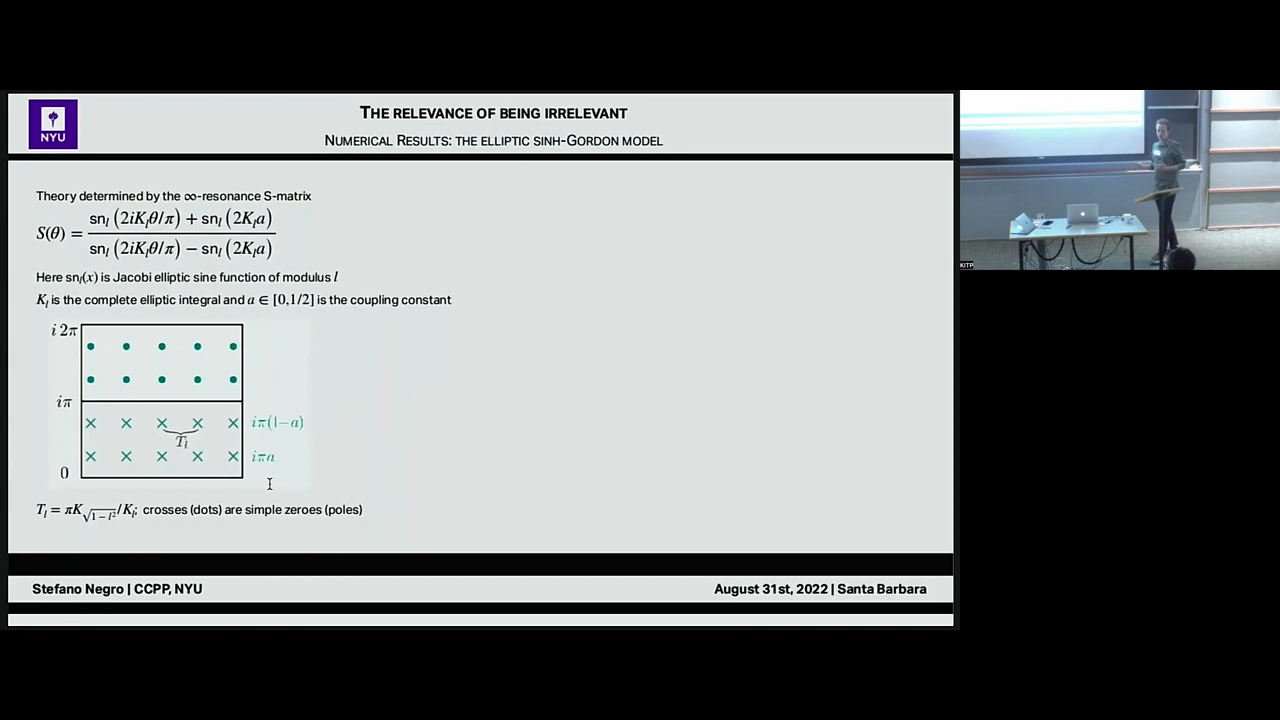 THE RELEVANCE OF BEING IRRELEVANT
NUMERICAL RESULTS: THE ELLIPTIC SINH-GORDON MODEL
NYU
Theory determined by the ∞-resonance S-matrix
S(θ) = (sn_l (2iK_lθ/π) + sn_l (2K_la)) / (sn_l (2iK_lθ/π) − sn_l (2K_la))
Here sn_l(x) is Jacobi elliptic sine function of modulus l
K_l is the complete elliptic integral and a ∈ [0,1/2] is the coupling constant
i 2π
iπ
iπ(1−a)
T_l
iπa
0
T_l = πK_√(1−l²)/K_l; crosses (dots) are simple zeroes (poles)
Stefano Negro | CCPP, NYU
August 31st, 2022 | Santa Barbara
KITP